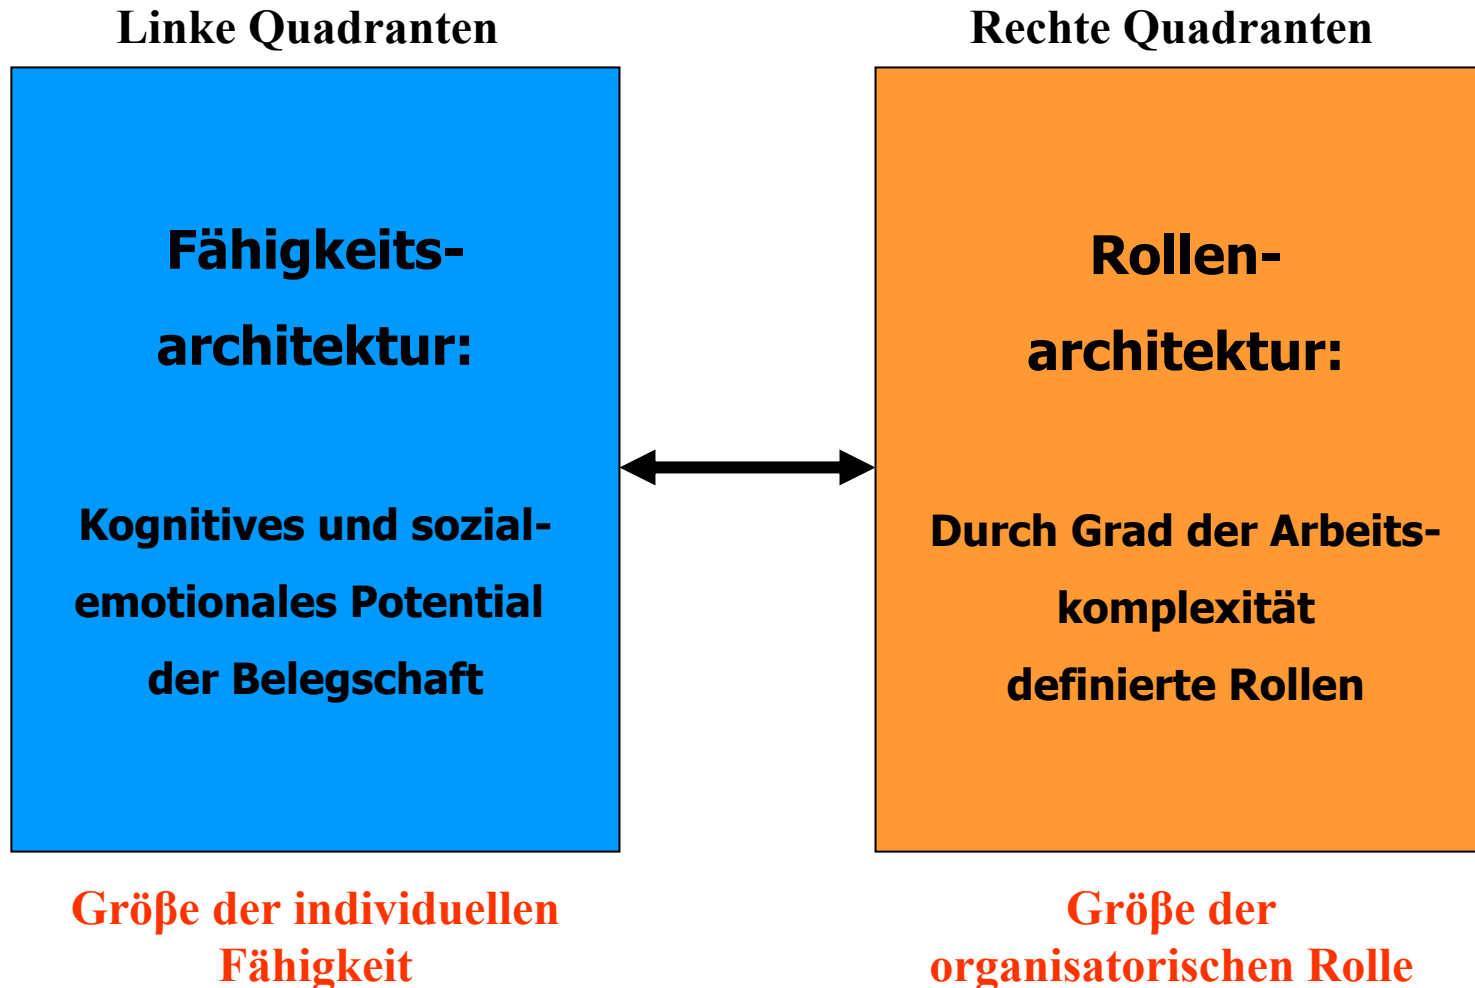 Linke Quadranten
Fähigkeits-
architektur:
Kognitives und sozial-
emotionales Potential
der Belegschaft
Größe der individuellen
Fähigkeit
Rechte Quadranten
Rollen-
architektur:
Durch Grad der Arbeits-
komplexität
definierte Rollen
Größe der
organisatorischen Rolle